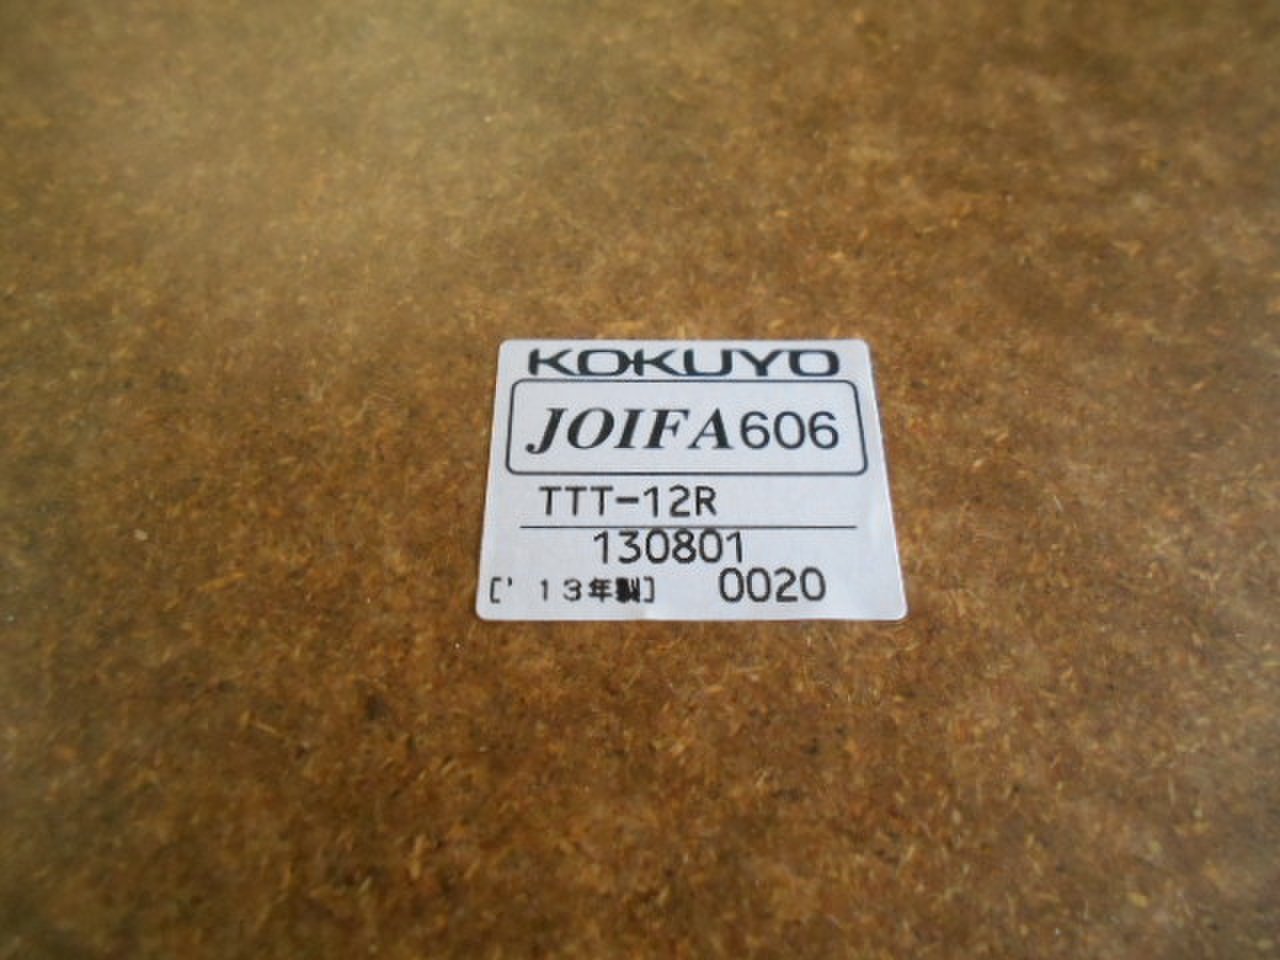 KOKUYO
JOIFA606
TTT-12R
130801
['13年製] 0020